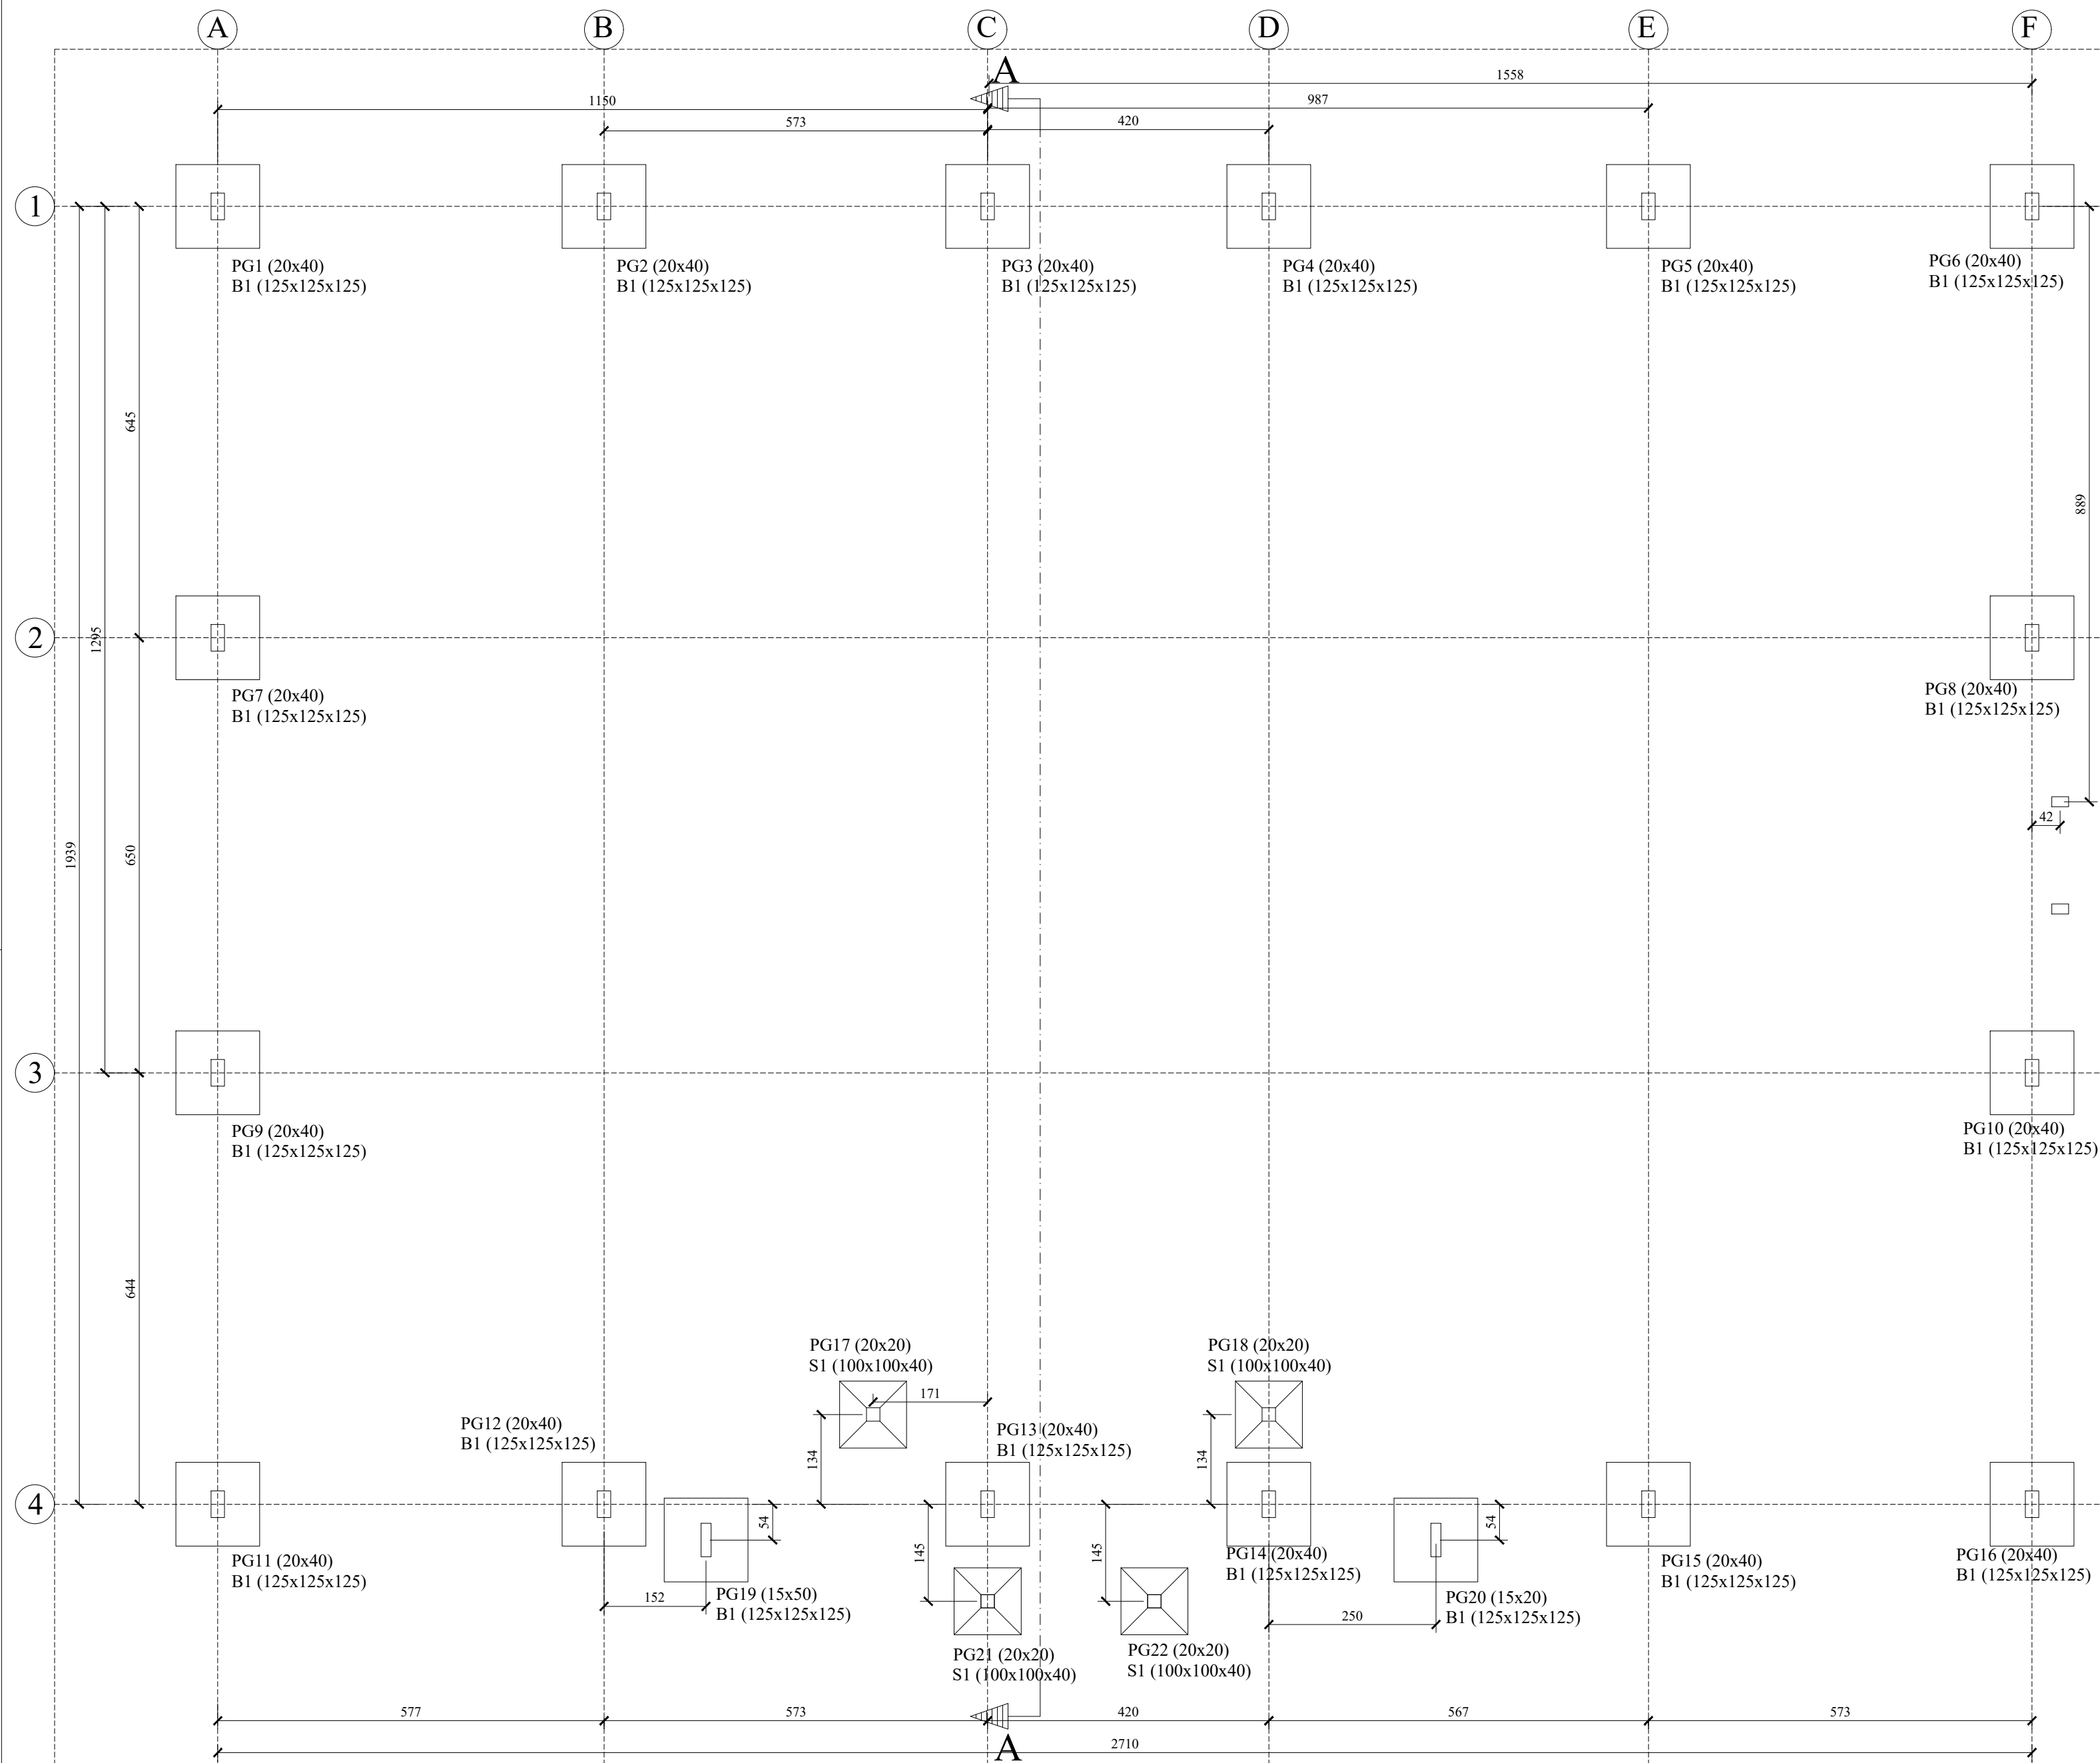 A
B
C
D
E
F
A
1558
1150
987
573
420
1
PG1 (20x40)
B1 (125x125x125)
PG2 (20x40)
B1 (125x125x125)
PG3 (20x40)
B1 (125x125x125)
PG4 (20x40)
B1 (125x125x125)
PG5 (20x40)
B1 (125x125x125)
PG6 (20x40)
B1 (125x125x125)
645
889
2
1295
PG7 (20x40)
B1 (125x125x125)
PG8 (20x40)
B1 (125x125x125)
42
1939
650
3
PG9 (20x40)
B1 (125x125x125)
PG10 (20x40)
B1 (125x125x125)
644
PG17 (20x20)
S1 (100x100x40)
171
134
PG18 (20x20)
S1 (100x100x40)
134
PG12 (20x40)
B1 (125x125x125)
PG13 (20x40)
B1 (125x125x125)
4
54
145
145
54
PG11 (20x40)
B1 (125x125x125)
152
PG19 (15x50)
B1 (125x125x125)
PG14 (20x40)
B1 (125x125x125)
250
PG20 (15x20)
B1 (125x125x125)
PG15 (20x40)
B1 (125x125x125)
PG16 (20x40)
B1 (125x125x125)
PG21 (20x20)
S1 (100x100x40)
PG22 (20x20)
S1 (100x100x40)
577
573
420
567
573
A
2710